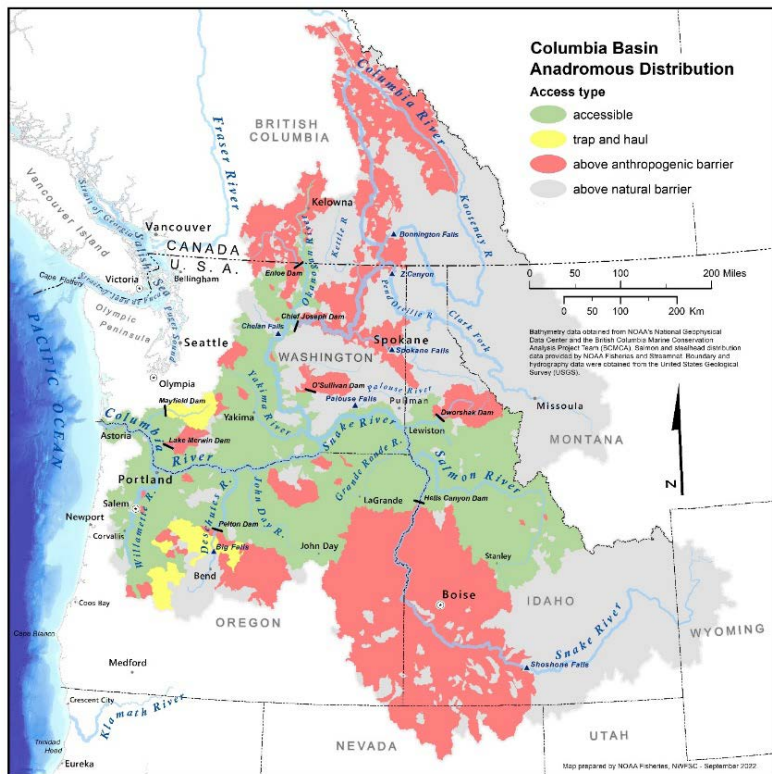 Columbia Basin
Anadromous Distribution
Access type
accessible
trap and haul
above anthropogenic barrier
above natural barrier
BRITISH
COLUMBIA
Columbia River
Fraser River
Kootenay R
Kelowna
Kettle R
Okanogan River
Bonnington Falls
Vancouver Island
Strait of Georgia
Salish Sea
Vancouver
CANADA
U. S. A.
Enloe Dam
Z Canyon
0 50 100 200 Miles
0 50 100 200 Km
Cape Flattery
Victoria
Bellingham
Pend Oreille R
Clark Fork
Chief Joseph Dam
Olympic
Peninsula
Puget Sound
Chelan Falls
Seattle
Spokane
Spokane Falls
WASHINGTON
Bathymetry data obtained from NOAA's National Geophysical
Data Center and the British Columbia Marine Conservation
Analysis Project Team (BCMCA). Salmon and steelhead distribution
data provided by NOAA Fisheries and Streamnet. Boundary and
hydrography data were obtained from the United States Geological
Survey (USGS).
PACIFIC OCEAN
Olympia
O'Sullivan Dam
Palouse River
Mayfield Dam
Yakima
Yakima River
Palouse Falls
Pullman
Dworshak Dam
Missoula
Astoria
Columbia River
Lake Merwin Dam
Snake River
Lewiston
MONTANA
Portland
Salmon River
Grande Ronde R.
Willamette R.
Salem
Deschutes R.
John Day R.
LaGrande
Hells Canyon Dam
N
Newport
Corvallis
Pelton Dam
Big Falls
John Day
Stanley
Bend
Coos Bay
OREGON
Boise
IDAHO
Cape Blanco
Snake River
WYOMING
Medford
Shoshone Falls
Crescent City
Klamath River
Trinidad
Head
Eureka
NEVADA
UTAH
Map prepared by NOAA Fisheries, NWFSC - September 2022